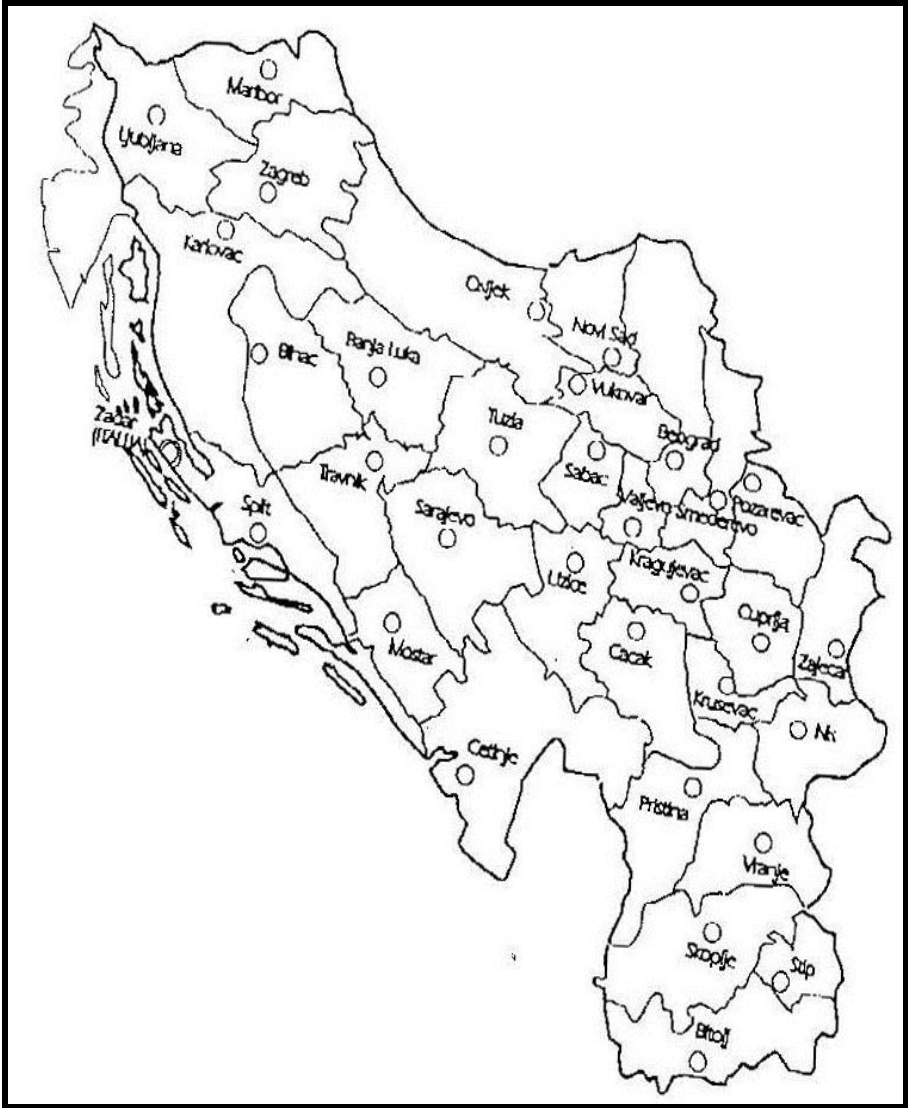 Maribor
Ljubljana
Zagreb
Karlovac
Osijek
Novi Sad
Bihac
Banja Luka
Vukovar
Zadar
(ITALIJA)
Tuzla
Beograd
Sabac
Travnik
Split
Sarajevo
Valjevo
Smederevo
Pozarevac
Uzice
Kragujevac
Cuprija
Mostar
Cacak
Zajecar
Krusevac
Nis
Cetinje
Pristina
Vranje
Skoplje
Stip
Bitolj